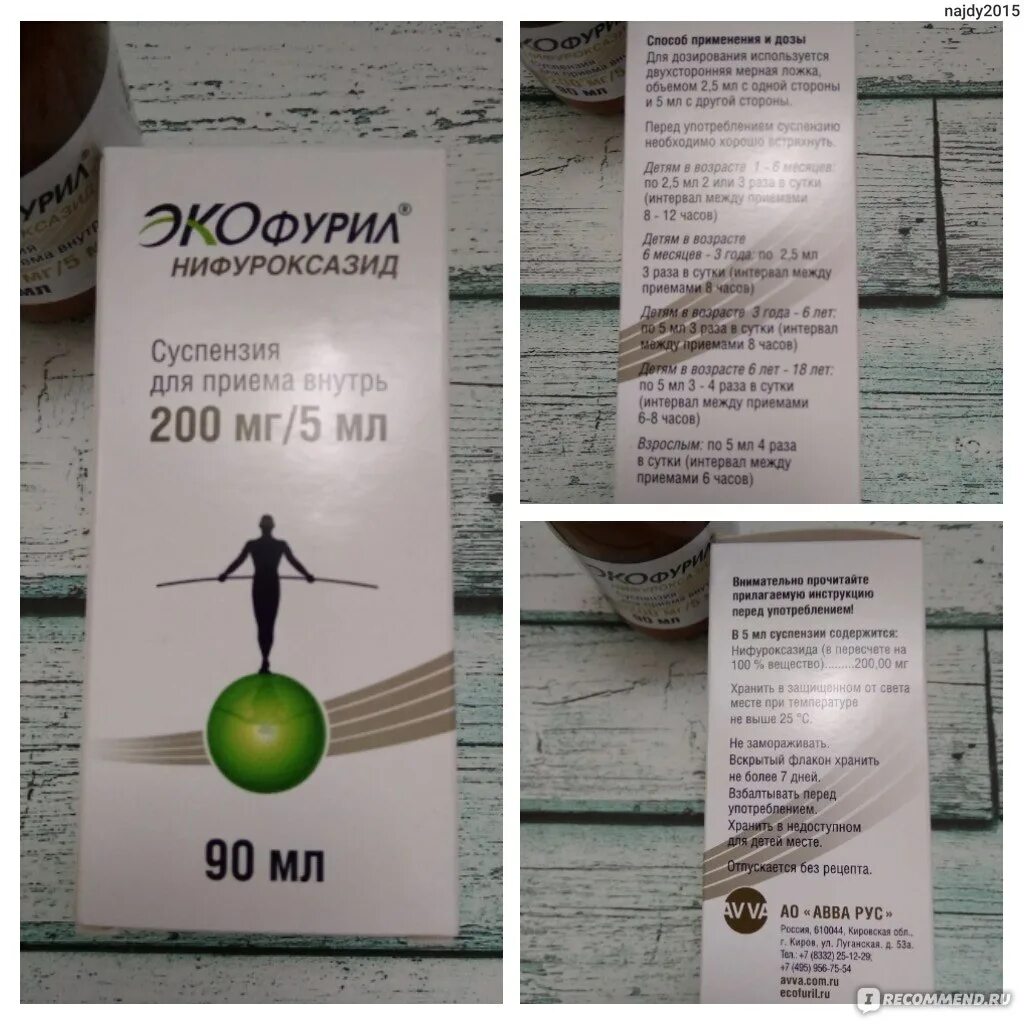 najdy2015
ФУРИЛ
ЭКОФУРИЛ®
НИФУРОКСАЗИД
Суспензия
для приема внутрь
200 мг/5 мл
90 мл
90 мл
Способ применения и дозы
Для дозирования используется
двухсторонняя мерная ложка,
объемом 2,5 мл с одной стороны
и 5 мл с другой стороны.
Перед употреблением суспензию
необходимо хорошо встряхнуть.
Детям в возрасте 1 - 6 месяцев:
по 2,5 мл 2 или 3 раза в сутки
(интервал между приемами
8 - 12 часов)
Детям в возрасте
6 месяцев - 3 года: по 2,5 мл
3 раза в сутки (интервал между
приемами 8 часов)
Детям в возрасте 3 года - 6 лет:
по 5 мл 3 раза в сутки (интервал
между приемами 8 часов)
Детям в возрасте 6 лет - 18 лет:
по 5 мл 3 - 4 раза в сутки
(интервал между приемами
6-8 часов)
Взрослым: по 5 мл 4 раза
в сутки (интервал между
приемами 6 часов)
ЭКОФУРИЛ
90 мл
Внимательно прочитайте
прилагаемую инструкцию
перед употреблением!
В 5 мл суспензии содержится:
Нифуроксазида (в пересчете на
100 % вещество).........200,00 мг
Хранить в защищенном от света
месте при температуре
не выше 25 °С.
Не замораживать.
Вскрытый флакон хранить
не более 7 дней.
Взбалтывать перед
употреблением.
Хранить в недоступном
для детей месте.
Отпускается без рецепта.
AVVA
АО «АВВА РУС»
Россия, 610044, Кировская обл.,
г. Киров, ул. Луганская, д. 53а.
Тел.: +7 (8332) 25-12-29;
+7 (495) 956-75-54
avva.com.ru
ecofuril.ru
IRECOMMEND.RU